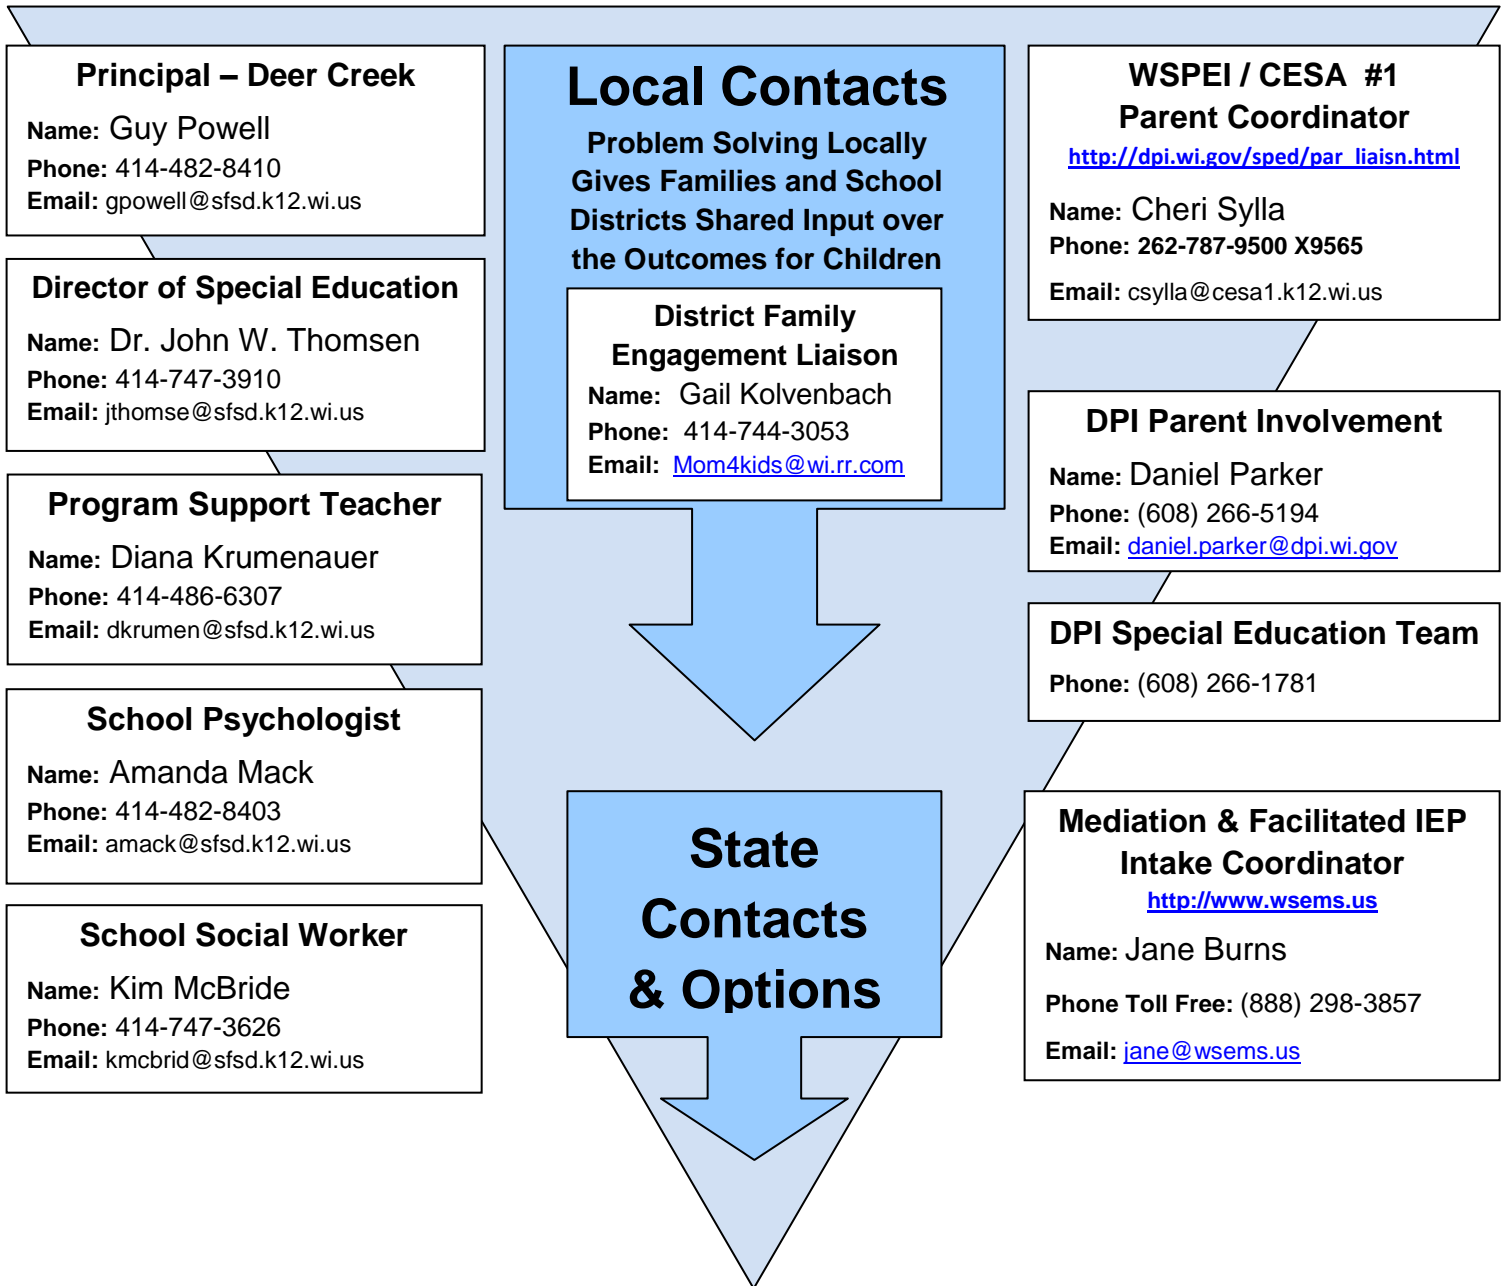 Principal – Deer Creek
Name: Guy Powell
Phone: 414-482-8410
Email: gpowell@sfsd.k12.wi.us
Director of Special Education
Name: Dr. John W. Thomsen
Phone: 414-747-3910
Email: jthomse@sfsd.k12.wi.us
Program Support Teacher
Name: Diana Krumenauer
Phone: 414-486-6307
Email: dkrumen@sfsd.k12.wi.us
School Psychologist
Name: Amanda Mack
Phone: 414-482-8403
Email: amack@sfsd.k12.wi.us
School Social Worker
Name: Kim McBride
Phone: 414-747-3626
Email: kmcbrid@sfsd.k12.wi.us
Local Contacts
Problem Solving Locally
Gives Families and School
Districts Shared Input over
the Outcomes for Children
District Family
Engagement Liaison
Name: Gail Kolvenbach
Phone: 414-744-3053
Email: Mom4kids@wi.rr.com
State
Contacts
& Options
WSPEI / CESA #1
Parent Coordinator
http://dpi.wi.gov/sped/par_liaisn.html
Name: Cheri Sylla
Phone: 262-787-9500 X9565
Email: csylla@cesa1.k12.wi.us
DPI Parent Involvement
Name: Daniel Parker
Phone: (608) 266-5194
Email: daniel.parker@dpi.wi.gov
DPI Special Education Team
Phone: (608) 266-1781
Mediation & Facilitated IEP
Intake Coordinator
http://www.wsems.us
Name: Jane Burns
Phone Toll Free: (888) 298-3857
Email: jane@wsems.us